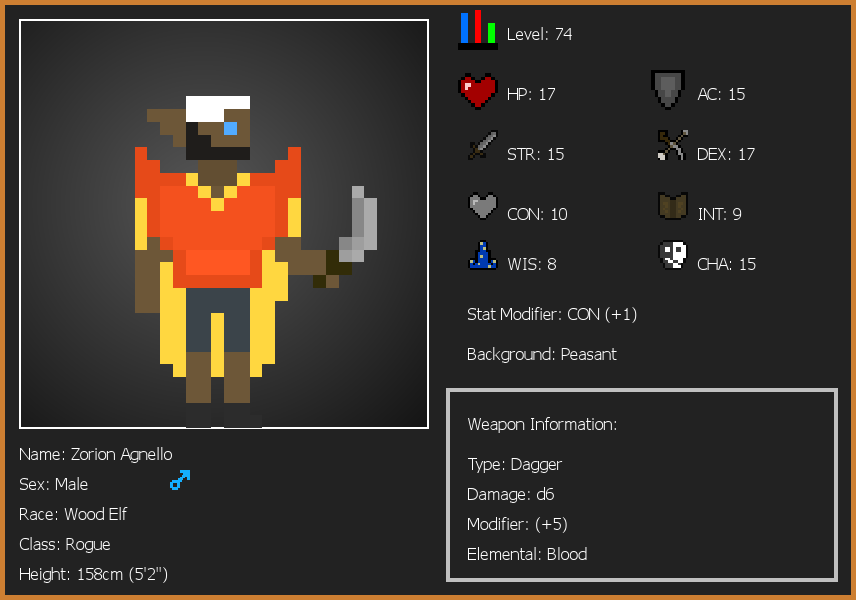 Level: 74
HP: 17
AC: 15
STR: 15
DEX: 17
CON: 10
INT: 9
WIS: 8
CHA: 15
Stat Modifier: CON (+1)
Background: Peasant
Weapon Information:
Type: Dagger
Damage: d6
Modifier: (+5)
Elemental: Blood
Name: Zorion Agnello
Sex: Male
Race: Wood Elf
Class: Rogue
Height: 158cm (5'2")